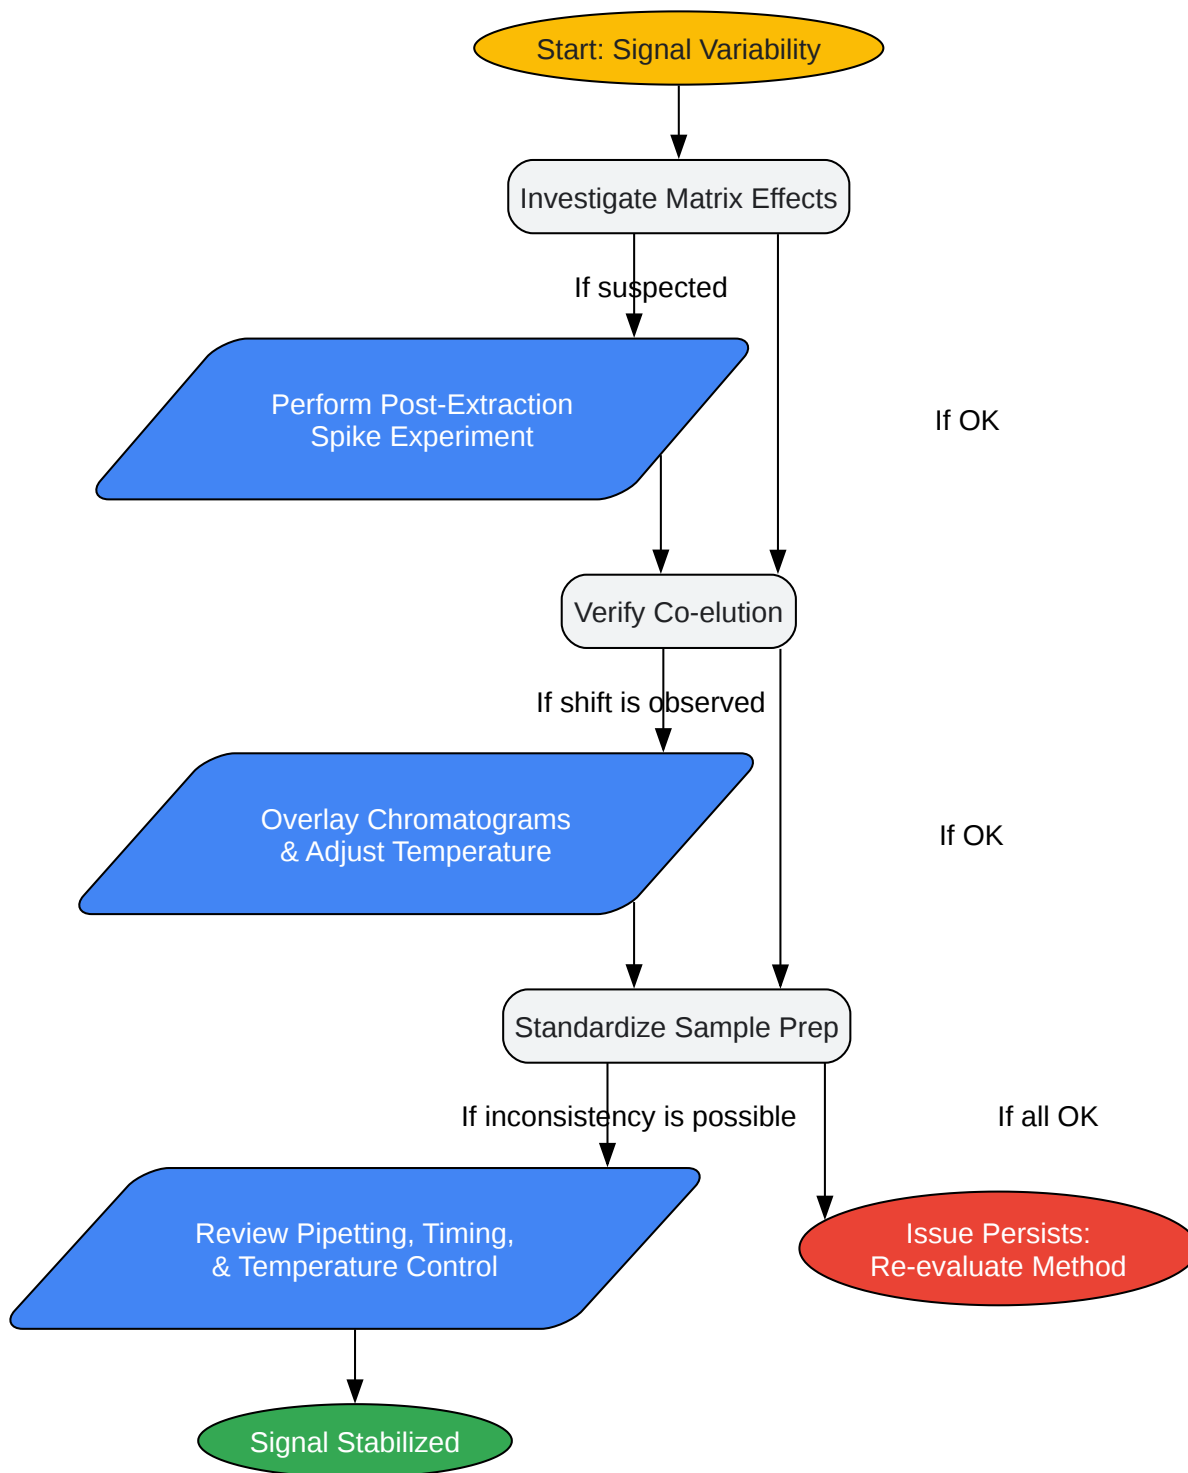 Start: Signal Variability
Investigate Matrix Effects
If suspected
Perform Post-Extraction
Spike Experiment
If OK
Verify Co-elution
If shift is observed
Overlay Chromatograms
& Adjust Temperature
If OK
Standardize Sample Prep
If inconsistency is possible
If all OK
Review Pipetting, Timing,
& Temperature Control
Issue Persists:
Re-evaluate Method
Signal Stabilized